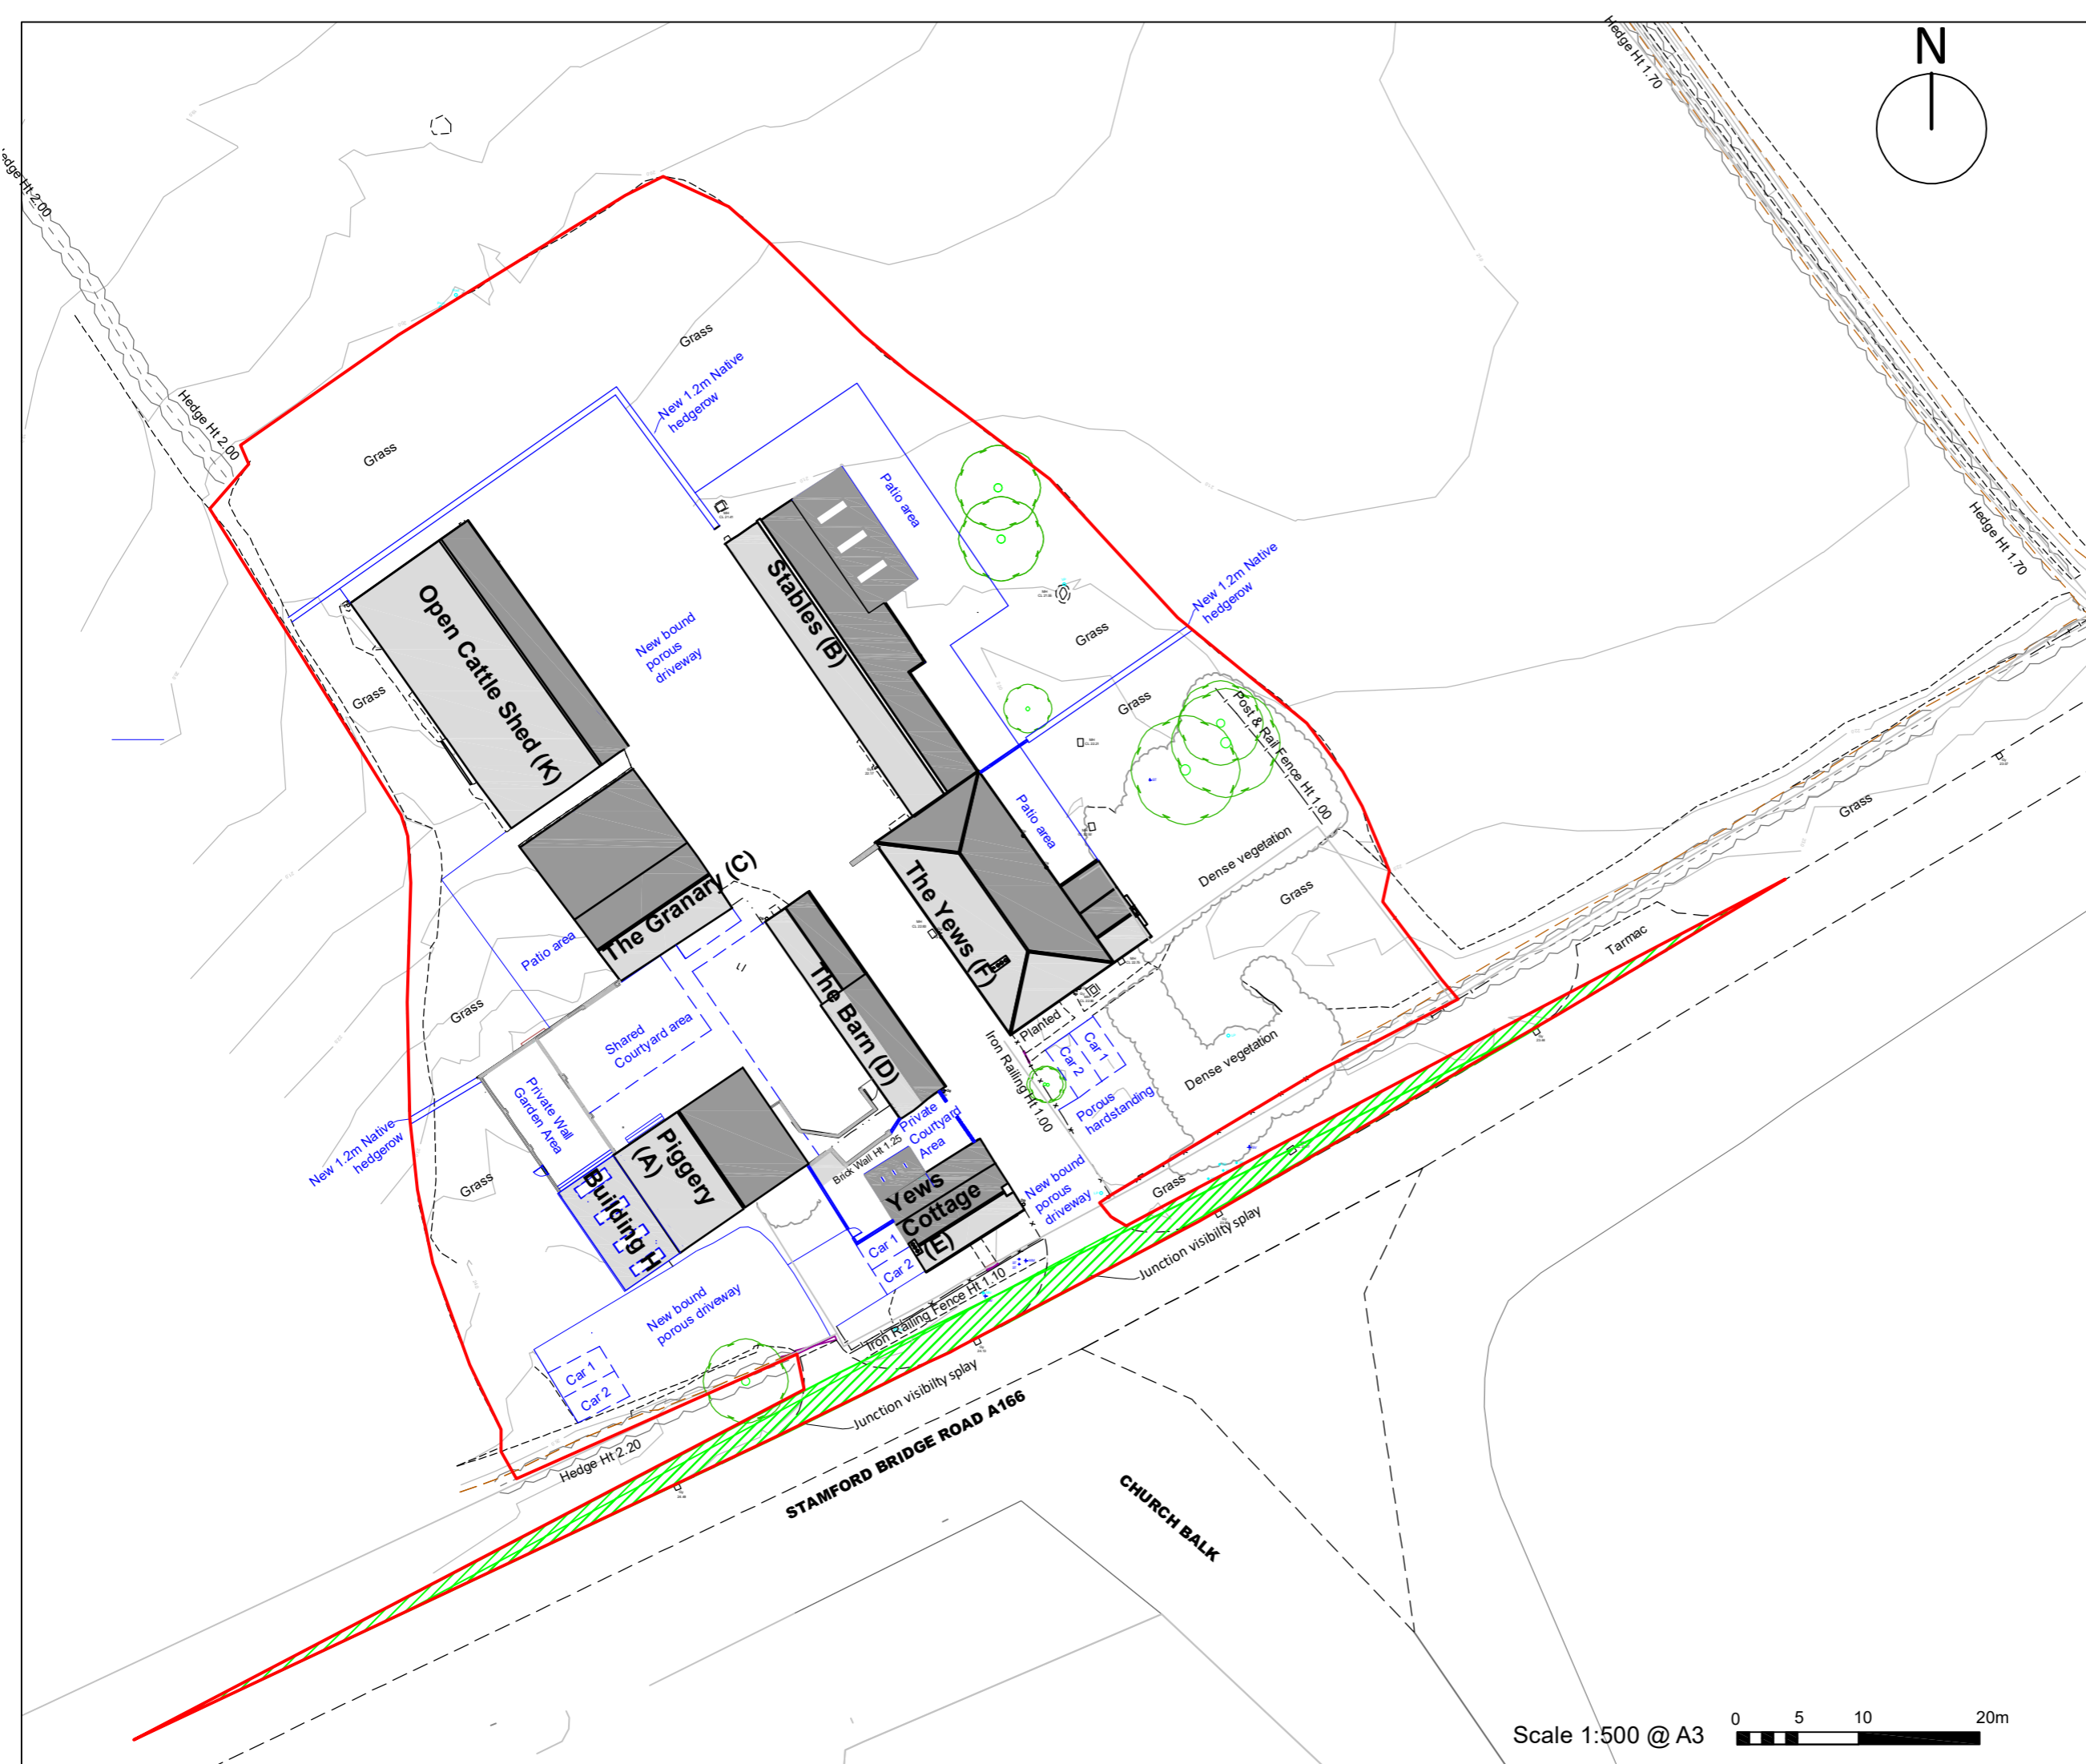 Hedge Ht 1.70
N
Hedge Ht 2.00
Grass
New 1.2m Native
hedgerow
Hedge Ht 2.00
Grass
Patio area
Hedge Ht 1.70
Stables (B)
Open Cattle Shed (K)
New bound
porous
driveway
New 1.2m Native
hedgerow
Grass
Grass
Grass
Post & Rail Fence Ht 1.00
Patio area
Grass
Dense vegetation
Grass
The Granary (C)
The Yews (F)
Patio area
Tarmac
Grass
The Barn (D)
Shared
Courtyard area
Planted
Iron Railing Ht 1.00
Car 1
Car 2
Dense vegetation
Private Wall
Garden Area
Porous
hardstanding
Private
Courtyard
Area
New 1.2m Native
hedgerow
Piggery
(A)
Brick Wall Ht 1.25
Grass
Building H
Yews
Cottage
(E)
New bound
porous
driveway
Grass
Car 1
Car 2
Junction visibilty splay
Iron Railing Fence Ht 1.10
New bound
porous driveway
Car 1
Car 2
Junction visibilty splay
Hedge Ht 2.20
STAMFORD BRIDGE ROAD A166
CHURCH BALK
Scale 1:500 @ A3
0 5 10 20m